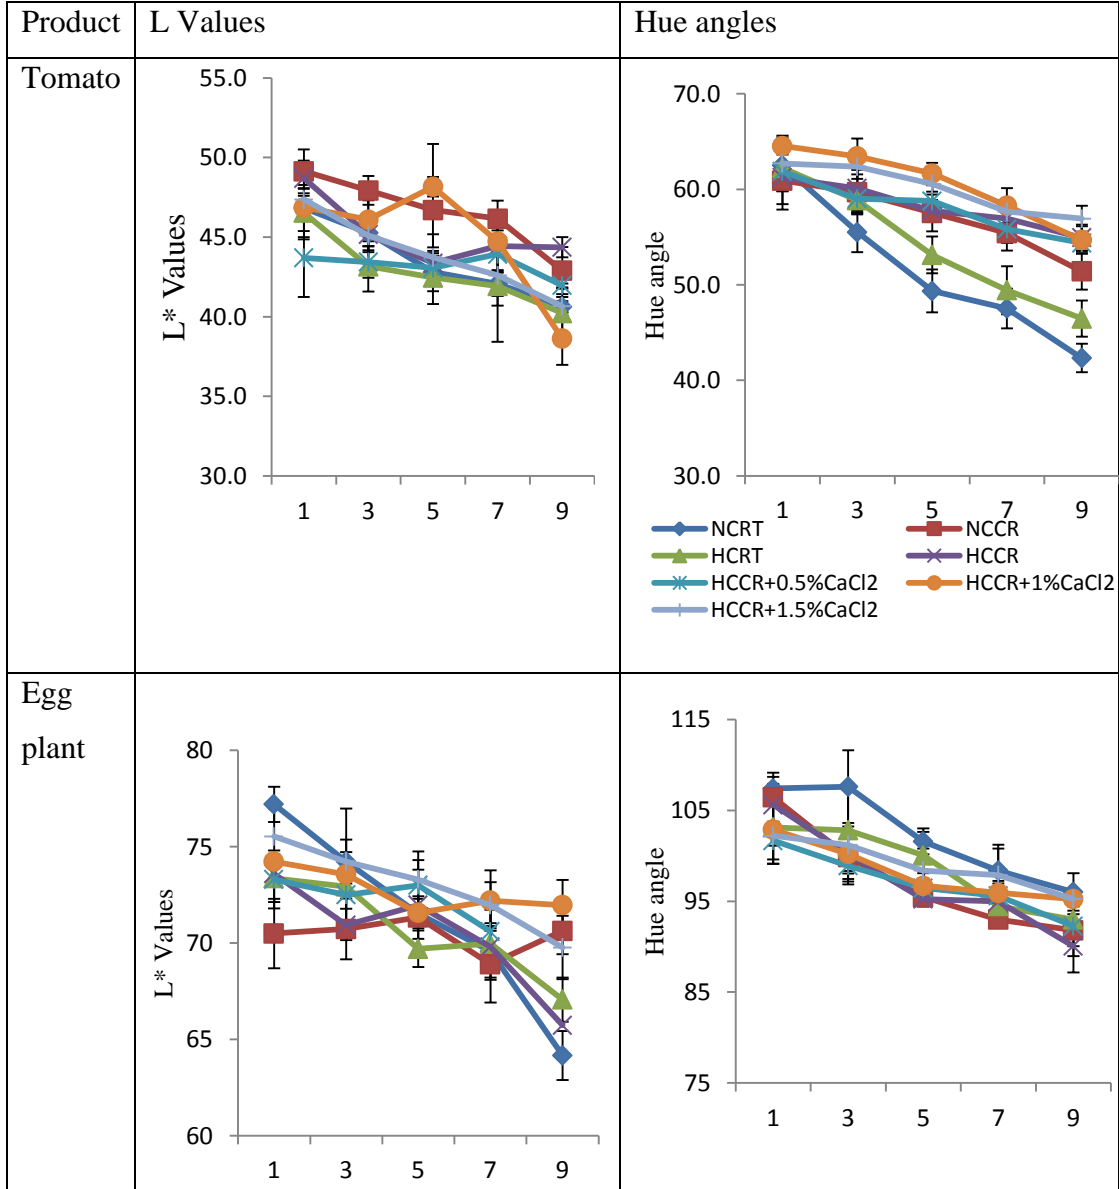 Product L Values Hue angles
Tomato
55.0
50.0
45.0
40.0
35.0
30.0
L* Values
1 3 5 7 9
70.0
60.0
50.0
40.0
30.0
Hue angle
1 3 5 7 9
NCRT NCCR
HCRT HCCR
HCCR+0.5%CaCl2 HCCR+1%CaCl2
HCCR+1.5%CaCl2
Egg
plant
80
75
70
65
60
L* Values
1 3 5 7 9
115
105
95
85
75
Hue angle
1 3 5 7 9